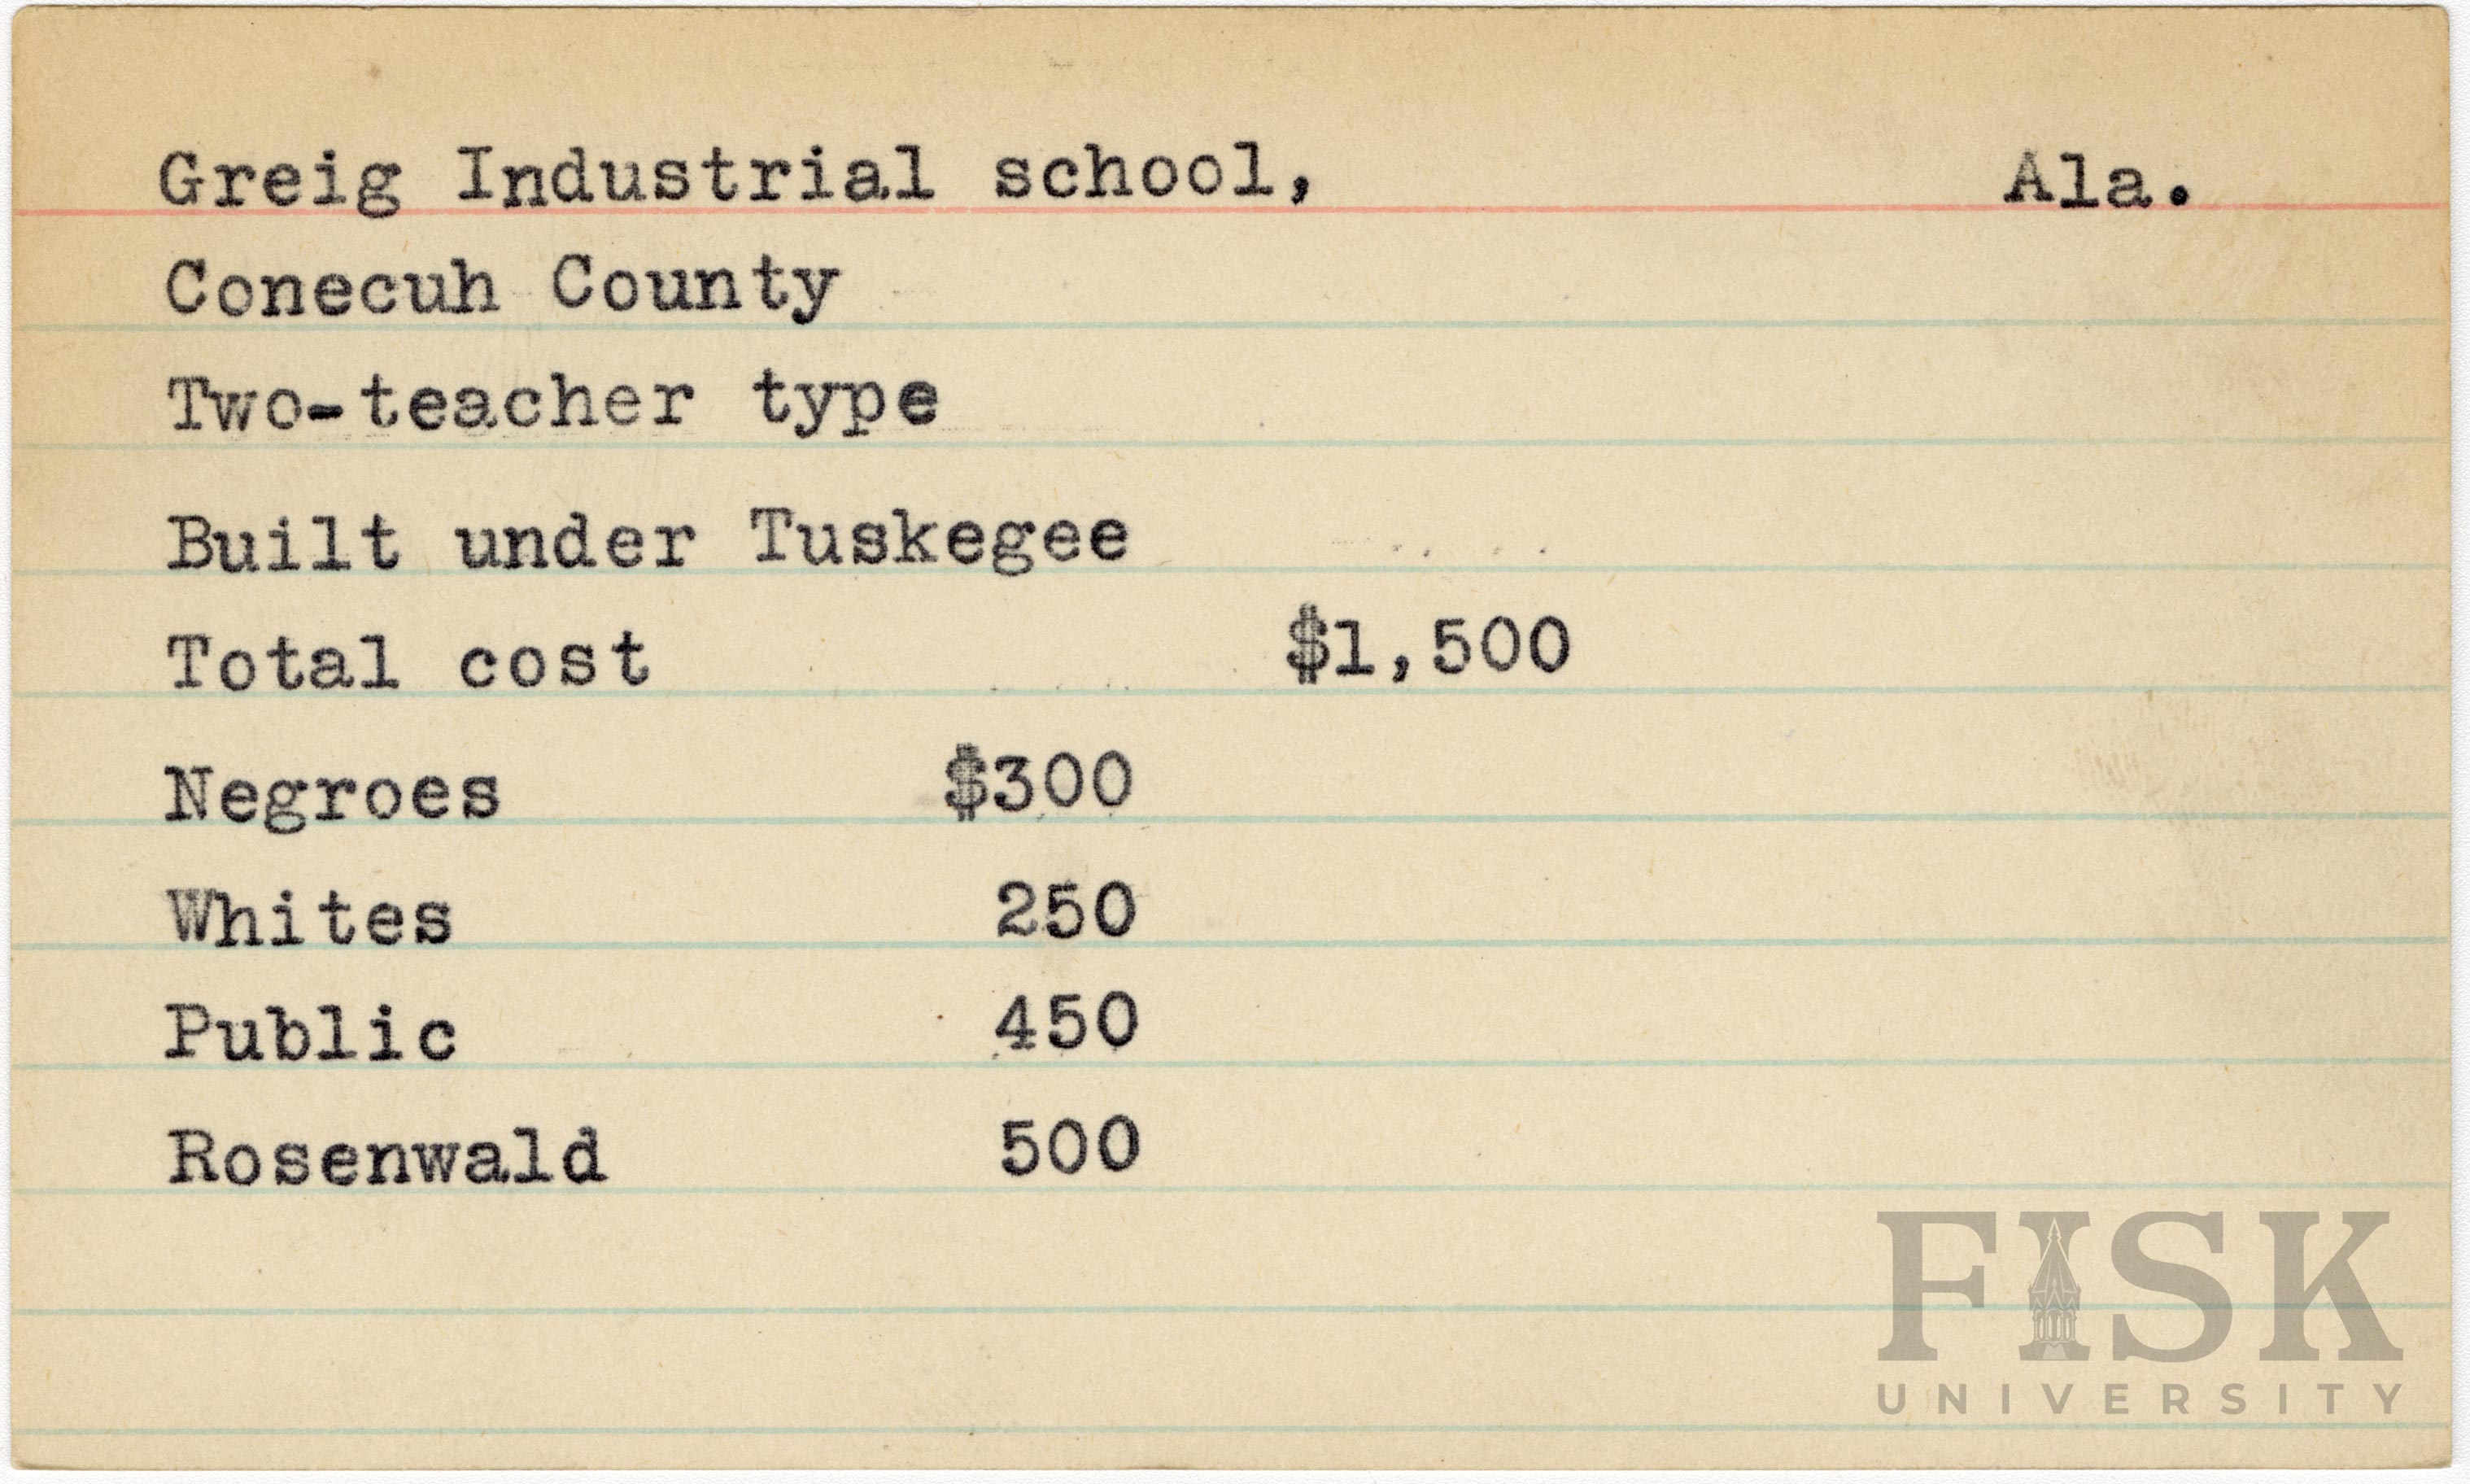 Greig Industrial school, Ala.
Conecuh County
Two-teacher type
Built under Tuskegee
Total cost $1,500
Negroes $300
Whites 250
Public 450
Rosenwald 500
FISK
UNIVERSITY